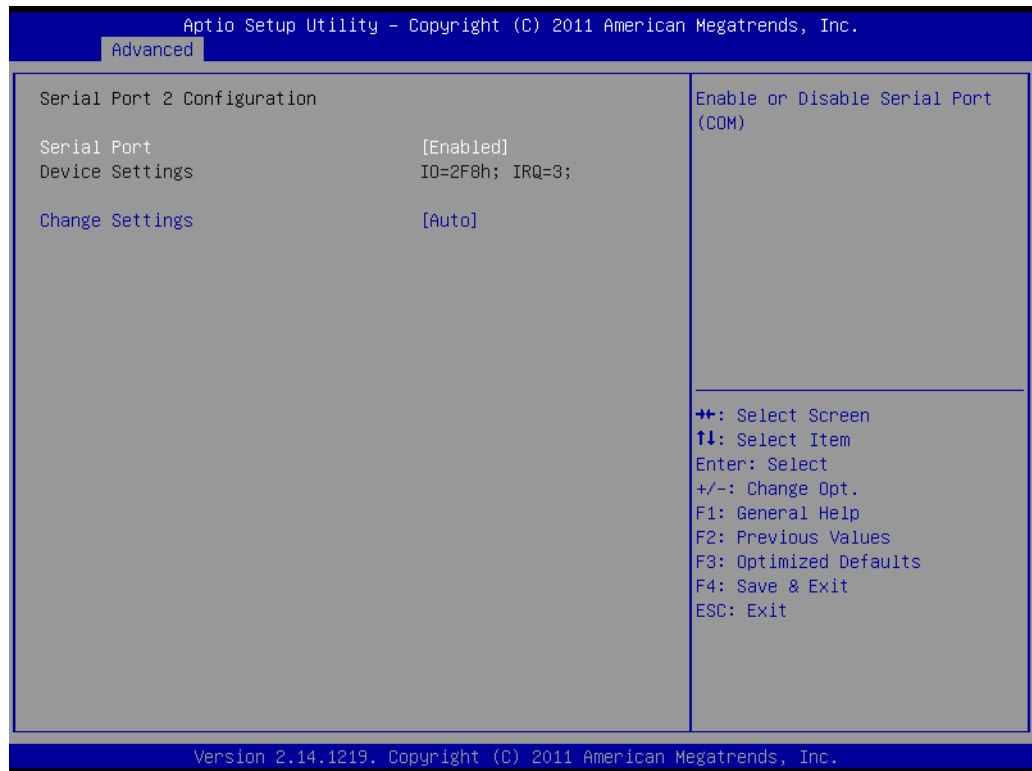 Aptio Setup Utility – Copyright (C) 2011 American Megatrends, Inc.
Advanced
Serial Port 2 Configuration
Serial Port [Enabled]
Device Settings IO=2F8h; IRQ=3;
Change Settings [Auto]
Enable or Disable Serial Port
(COM)
→←: Select Screen
↑↓: Select Item
Enter: Select
+/-: Change Opt.
F1: General Help
F2: Previous Values
F3: Optimized Defaults
F4: Save & Exit
ESC: Exit
Version 2.14.1219. Copyright (C) 2011 American Megatrends, Inc.